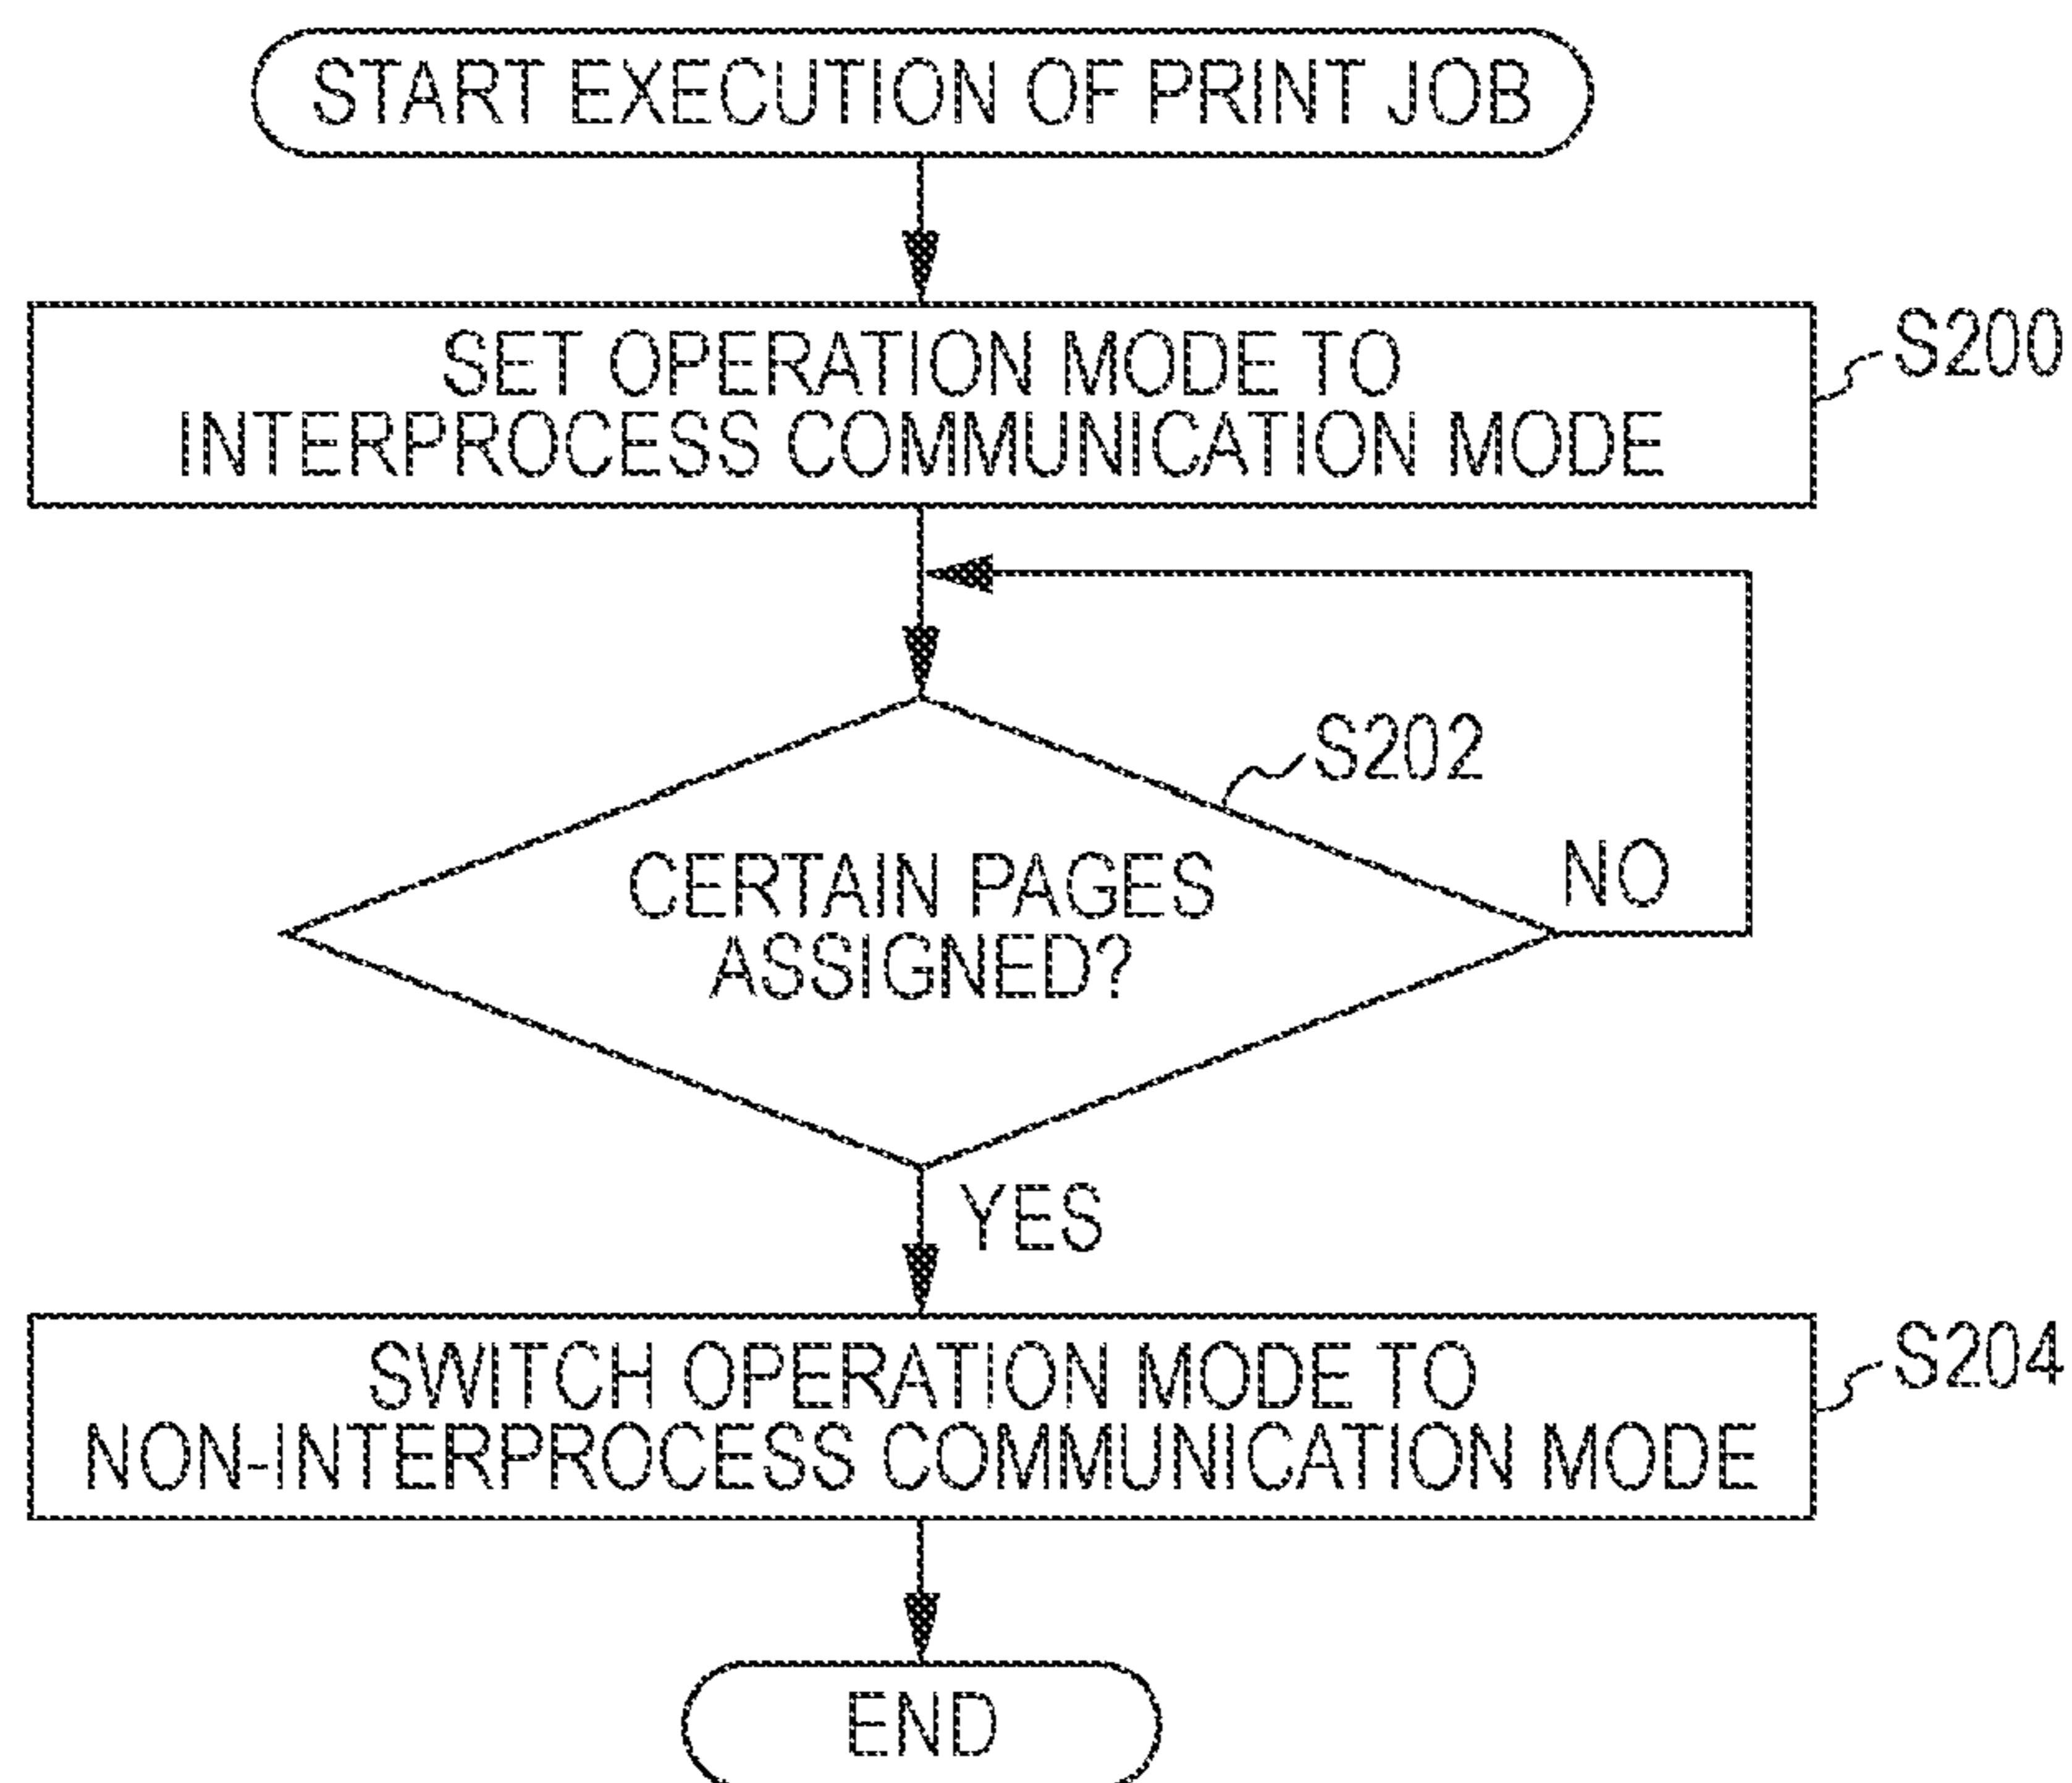 START EXECUTION OF PRINT JOB
SET OPERATION MODE TO
INTERPROCESS COMMUNICATION MODE
S200
S202
CERTAIN PAGES
ASSIGNED?
NO
YES
SWITCH OPERATION MODE TO
NON-INTERPROCESS COMMUNICATION MODE
S204
END